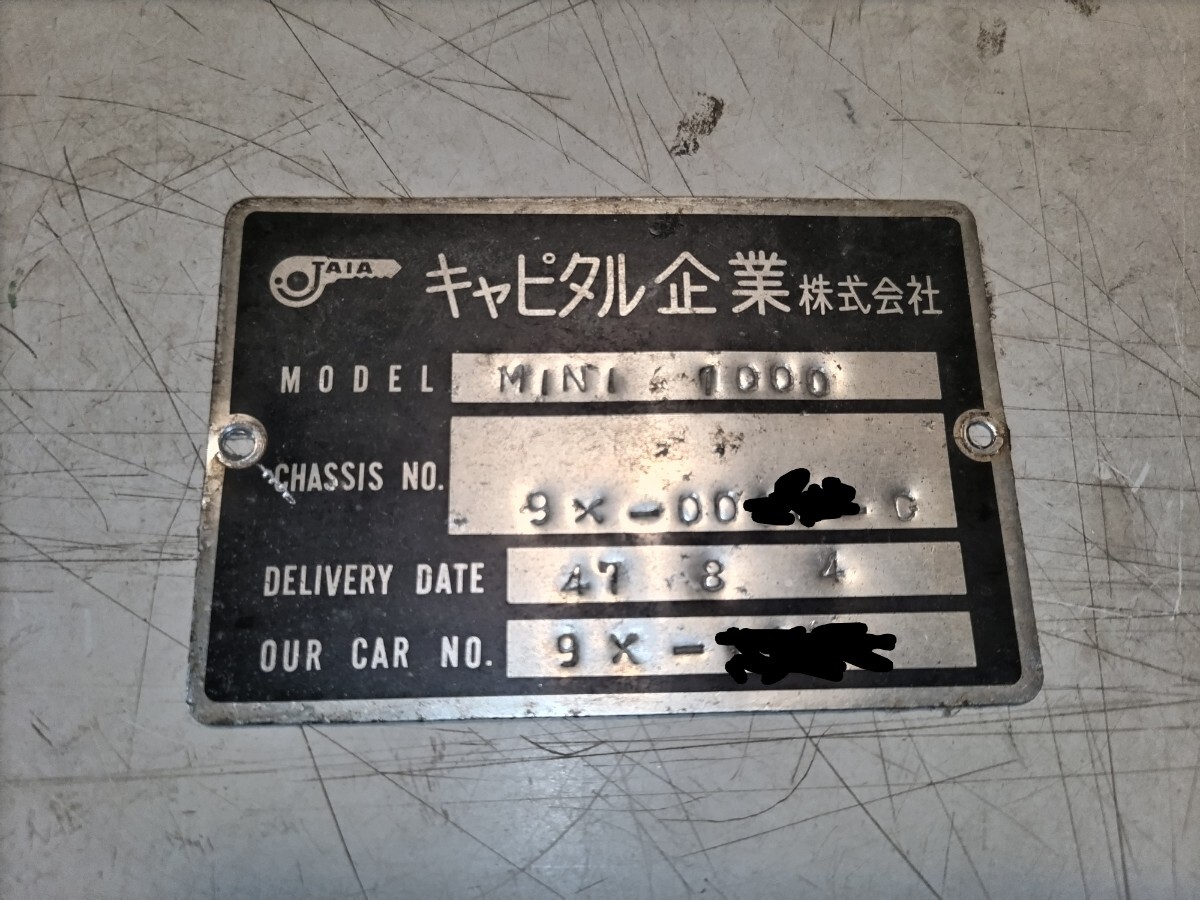 JAIA キャピタル企業株式会社
MODEL MINI 1000
CHASSIS NO. 9X-00 G
DELIVERY DATE 47 8 4
OUR CAR NO. 9X-